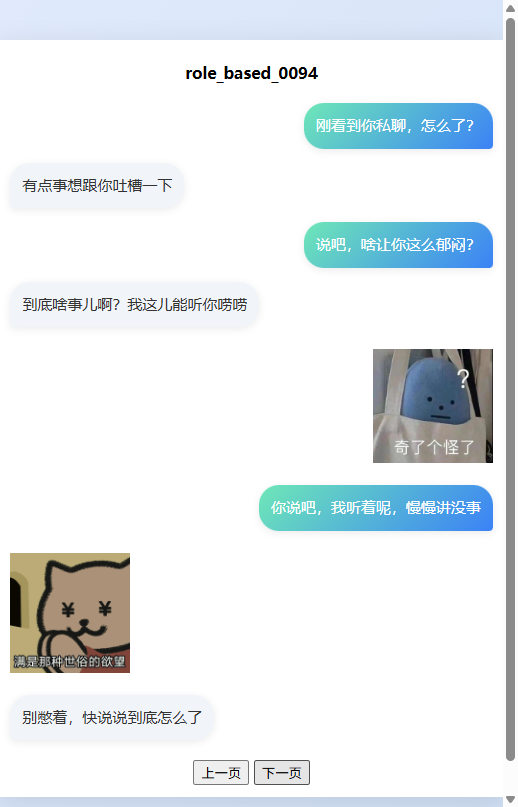 role_based_0094
刚看到你私聊，怎么了？
有点事想跟你吐槽一下
说吧，啥让你这么郁闷？
到底啥事儿啊？我这儿能听你唠唠
？
奇了个怪了
你说吧，我听着呢，慢慢讲没事
¥ ¥
满是那种世俗的欲望
别憋着，快说说到底怎么了
上一页 下一页